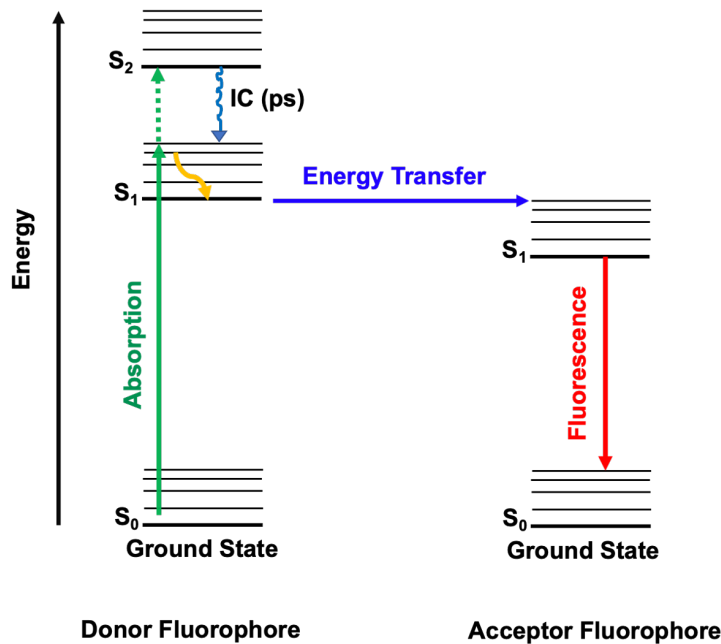 S₂
IC (ps)
S₁
Energy Transfer
S₁
Energy
Absorption
Fluorescence
S₀
S₀
Ground State
Ground State
Donor Fluorophore
Acceptor Fluorophore